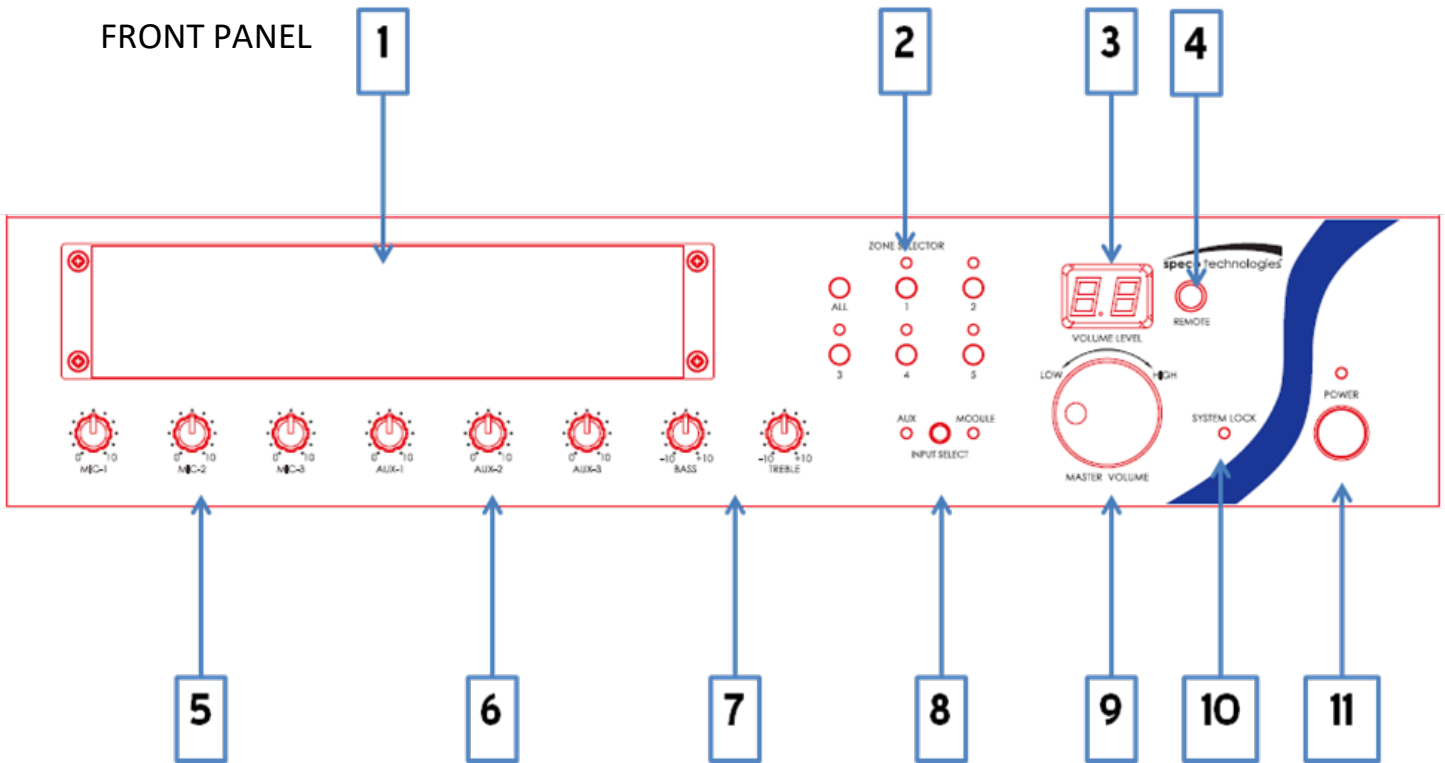 FRONT PANEL
1
2
3
4
ZONE SELECTOR
speco technologies
ALL
1
2
REMOTE
8.8
VOLUME LEVEL
3
4
5
LOW
HIGH
POWER
AUX
MODULE
SYSTEM LOCK
INPUT SELECT
0 10
0 10
0 10
0 10
0 10
0 10
-10 +10
-10 +10
MIC-1
MIC-2
MIC-3
AUX-1
AUX-2
AUX-3
BASS
TREBLE
MASTER VOLUME
5
6
7
8
9
10
11